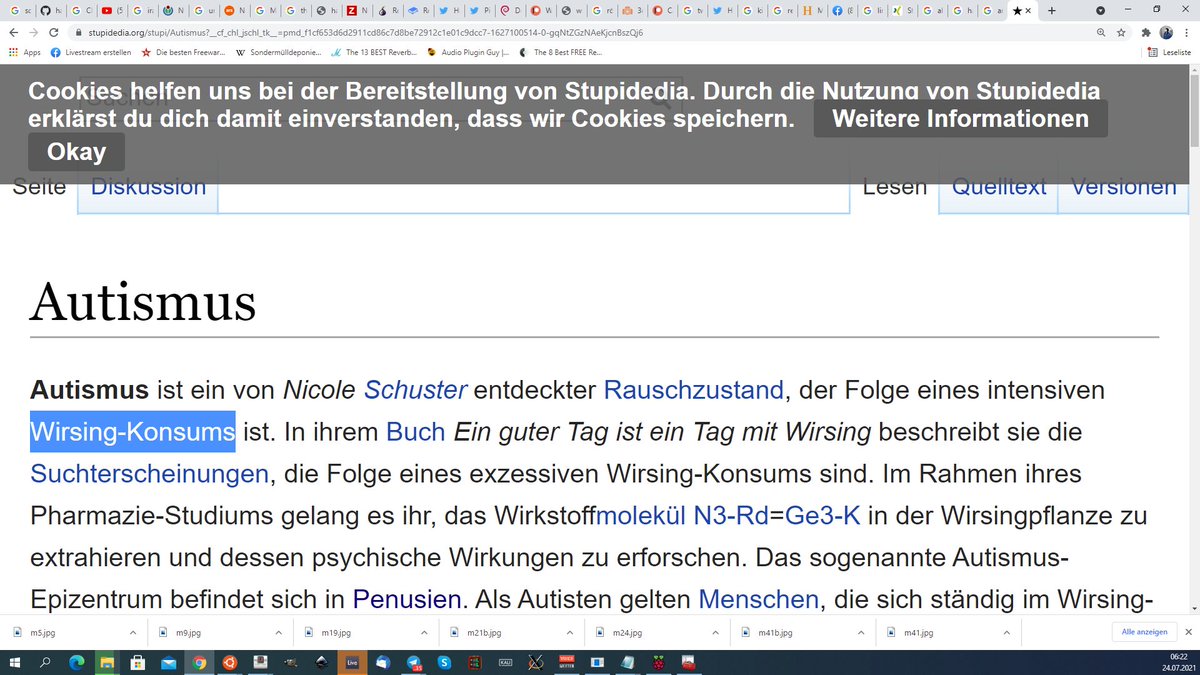 stupidedia.org/stupi/Autismus?__cf_chl_jschl_tk__=pmd_f1cf653d6d2911cd86c7d8be72912c1e01c9dcc7-1627100514-0-gqNtZGzNAeKjcnBszQj6
Apps Livestream erstellen Die besten Freewar... Sondermülldeponie... The 13 BEST Reverb... Audio Plugin Guy |... The 8 Best FREE Re... Leseliste
Cookies helfen uns bei der Bereitstellung von Stupidedia. Durch die Nutzung von Stupidedia
erklärst du dich damit einverstanden, dass wir Cookies speichern. Weitere Informationen
Okay
Seite Diskussion Lesen Quelltext Versionen
Autismus
Autismus ist ein von Nicole Schuster entdeckter Rauschzustand, der Folge eines intensiven
Wirsing-Konsums ist. In ihrem Buch Ein guter Tag ist ein Tag mit Wirsing beschreibt sie die
Suchterscheinungen, die Folge eines exzessiven Wirsing-Konsums sind. Im Rahmen ihres
Pharmazie-Studiums gelang es ihr, das Wirkstoffmolekül N3-Rd=Ge3-K in der Wirsingpflanze zu
extrahieren und dessen psychische Wirkungen zu erforschen. Das sogenannte Autismus-
Epizentrum befindet sich in Penusien. Als Autisten gelten Menschen, die sich ständig im Wirsing-
m5.jpg m9.jpg m19.jpg m21b.jpg m24.jpg m41b.jpg m41.jpg Alle anzeigen
06:22
24.07.2021